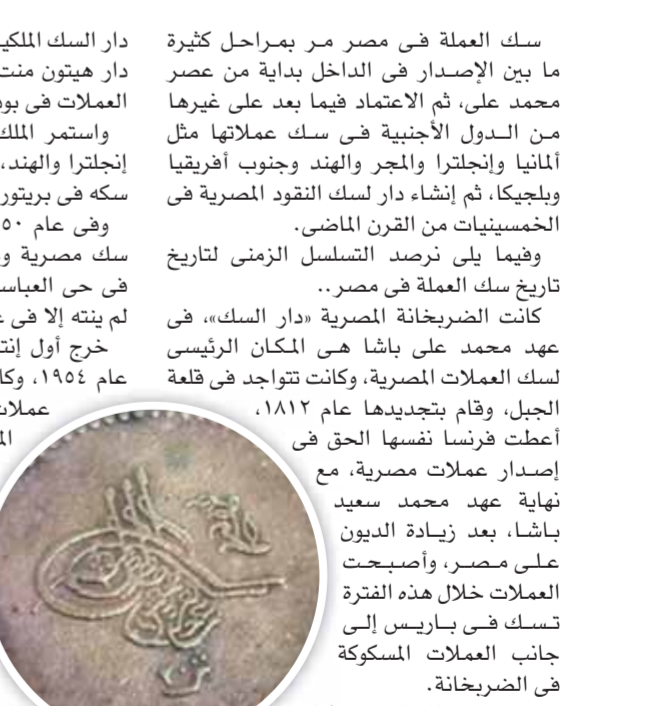 سك العملة فى مصر مر بمراحل كثيرة
ما بين الإصدار فى الداخل بداية من عصر
محمد على، ثم الاعتماد فيما بعد على غيرها
من الدول الأجنبية فى سك عملاتها مثل
ألمانيا وإنجلترا والمجر والهند وجنوب أفريقيا
وبلجيكا، ثم إنشاء دار لسك النقود المصرية فى
الخمسينيات من القرن الماضى.
وفيما يلى نرصد التسلسل الزمنى لتاريخ
تاريخ سك العملة فى مصر..
كانت الضربخانة المصرية «دار السك»، فى
عهد محمد على باشا هى المكان الرئيسى
لسك العملات المصرية، وكانت تتواجد فى قلعة
الجبل، وقام بتجديدها عام ١٨١٢،
أعطت فرنسا نفسها الحق فى
إصدار عملات مصرية، مع
نهاية عهد محمد سعيد
باشا، بعد زيادة الديون
على مصر، وأصبحت
العملات خلال هذه الفترة
تسك فى باريس إلى
جانب العملات المسكوكة
فى الضربخانة.
دار السك الملكي
دار هيتون منت
العملات فى بو
واستمر الملك
إنجلترا والهند،
سكه فى بريتور
وفى عام ٥٠
سك مصرية و
فى حى العباس
لم ينته إلا فى
خرج أول إنت
عام ١٩٥٤، وكا
عملات